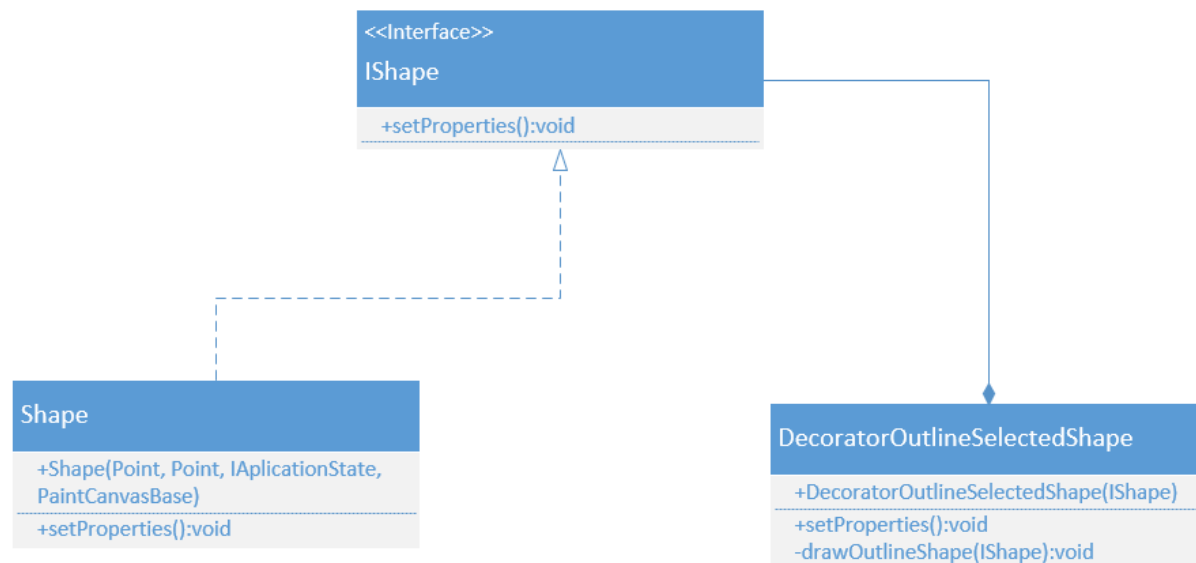 <<Interface>>
IShape
+setProperties():void
Shape
+Shape(Point, Point, IAplicationState,
PaintCanvasBase)
+setProperties():void
DecoratorOutlineSelectedShape
+DecoratorOutlineSelectedShape(IShape)
+setProperties():void
-drawOutlineShape(IShape):void